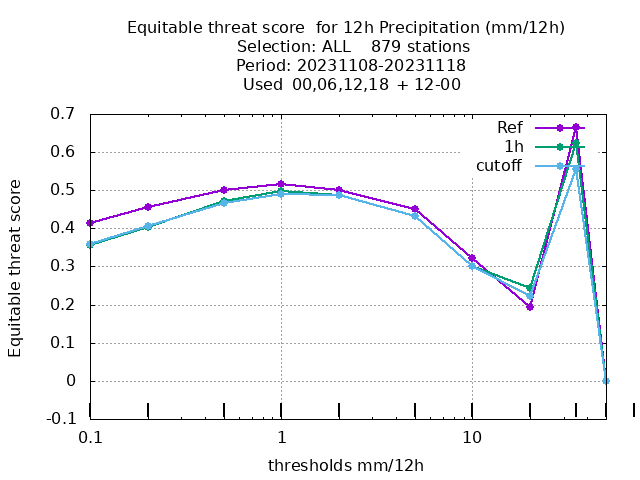 Equitable threat score  for 12h Precipitation (mm/12h)
Selection: ALL    879 stations
Period: 20231108-20231118
Used  00,06,12,18  + 12-00
0.7
0.6
0.5
0.4
0.3
0.2
0.1
0
-0.1
Equitable threat score
Ref
1h
cutoff
0.1
1
10
thresholds mm/12h